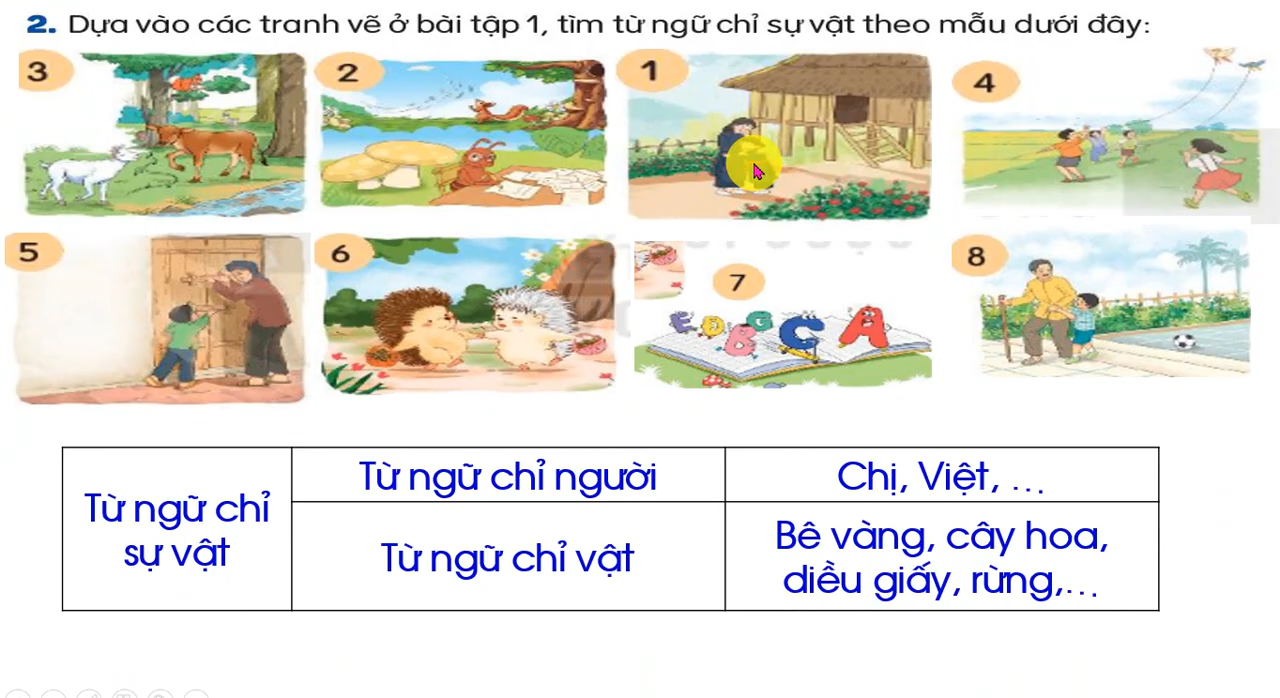 2. Dựa vào các tranh vẽ ở bài tập 1, tìm từ ngữ chỉ sự vật theo mẫu dưới đây:
3
2
1
4
5
6
7
8
E D B G C A
Từ ngữ chỉ
sự vật
Từ ngữ chỉ người
Chị, Việt, ...
Từ ngữ chỉ vật
Bê vàng, cây hoa,
diều giấy, rừng,...